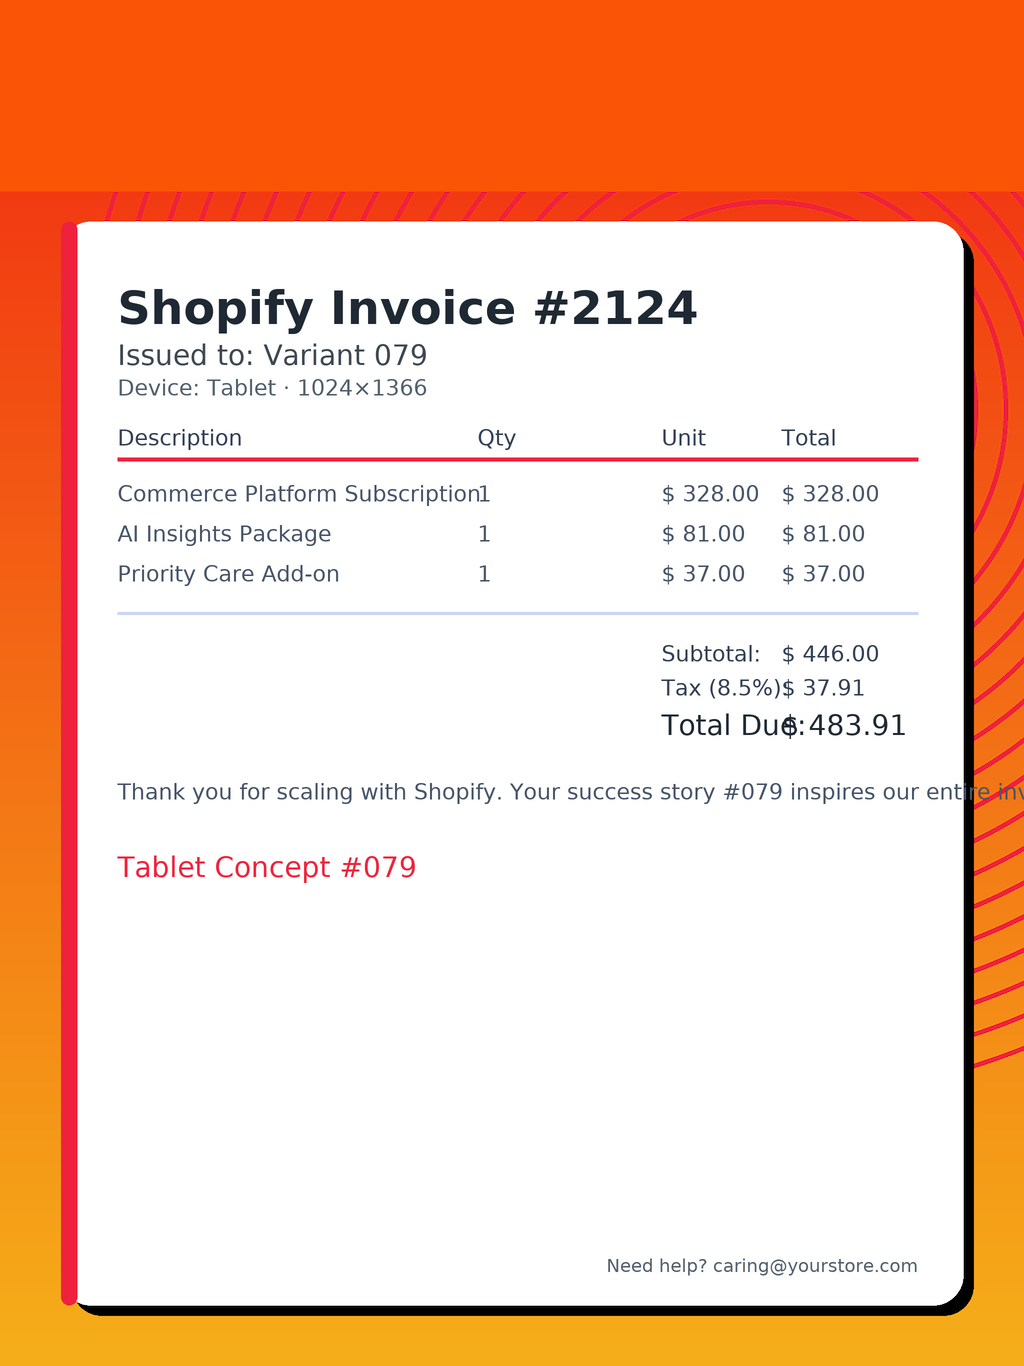 Shopify Invoice #2124
Issued to: Variant 079
Device: Tablet · 1024×1366
Description Qty Unit Total
Commerce Platform Subscription 1 $ 328.00 $ 328.00
AI Insights Package 1 $ 81.00 $ 81.00
Priority Care Add-on 1 $ 37.00 $ 37.00
Subtotal: $ 446.00
Tax (8.5%): $ 37.91
Total Due: $ 483.91
Thank you for scaling with Shopify. Your success story #079 inspires our entire
Tablet Concept #079
Need help? caring@yourstore.com